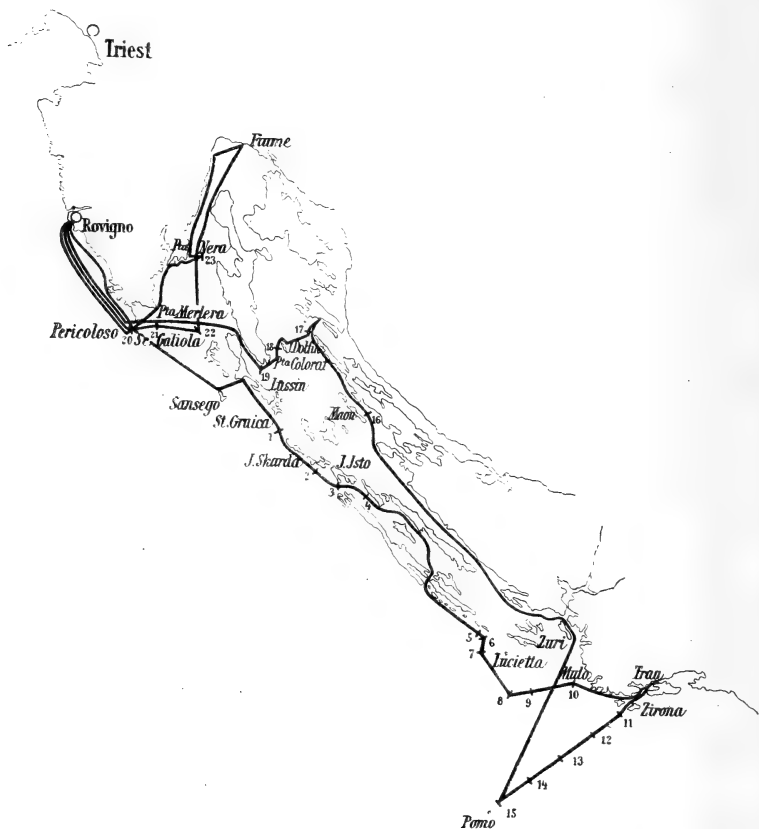 Triest
Fiume
Rovigno
Pta Nera
23
Pta Merlera
Pericoloso
20
21
Sc. Galiola
22
17
18
J. Dolfin
Pta Colorat
19
Lussin
Sansego
St. Gruica
1
Maon
16
J. Skarda
2
J. Isto
3
4
5
6
7
Lucietta
Zuri
8
9
Mulo
10
Trau
Zirona
11
12
13
14
15
Pomo